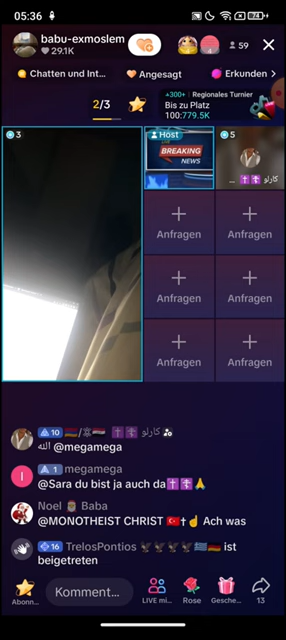 05:36
74
babu-exmoslem
29.1K
59
Chatten und Int...
Angesagt
Erkunden >
2/3
+300 Regionales Turnier
Bis zu Platz
100:779.5K
3
Host
5
BREAKING
NEWS
كارلو ✝️☦️ ...
Anfragen
Anfragen
Anfragen
Anfragen
Anfragen
Anfragen
10 كارلو
الله @megamega
1 megamega
@Sara du bist ja auch da✝️☦️🙏
Noel 🎅🏽 Baba
@MONOTHEIST CHRIST 🇹🇷✝️☝️ Ach was
16 TrelosPontios 🦅🦅🦅🦅🇬🇷🇩🇪 ist
beigetreten
Abonn...
Komment...
LIVE mi...
Rose
Gesche...
13